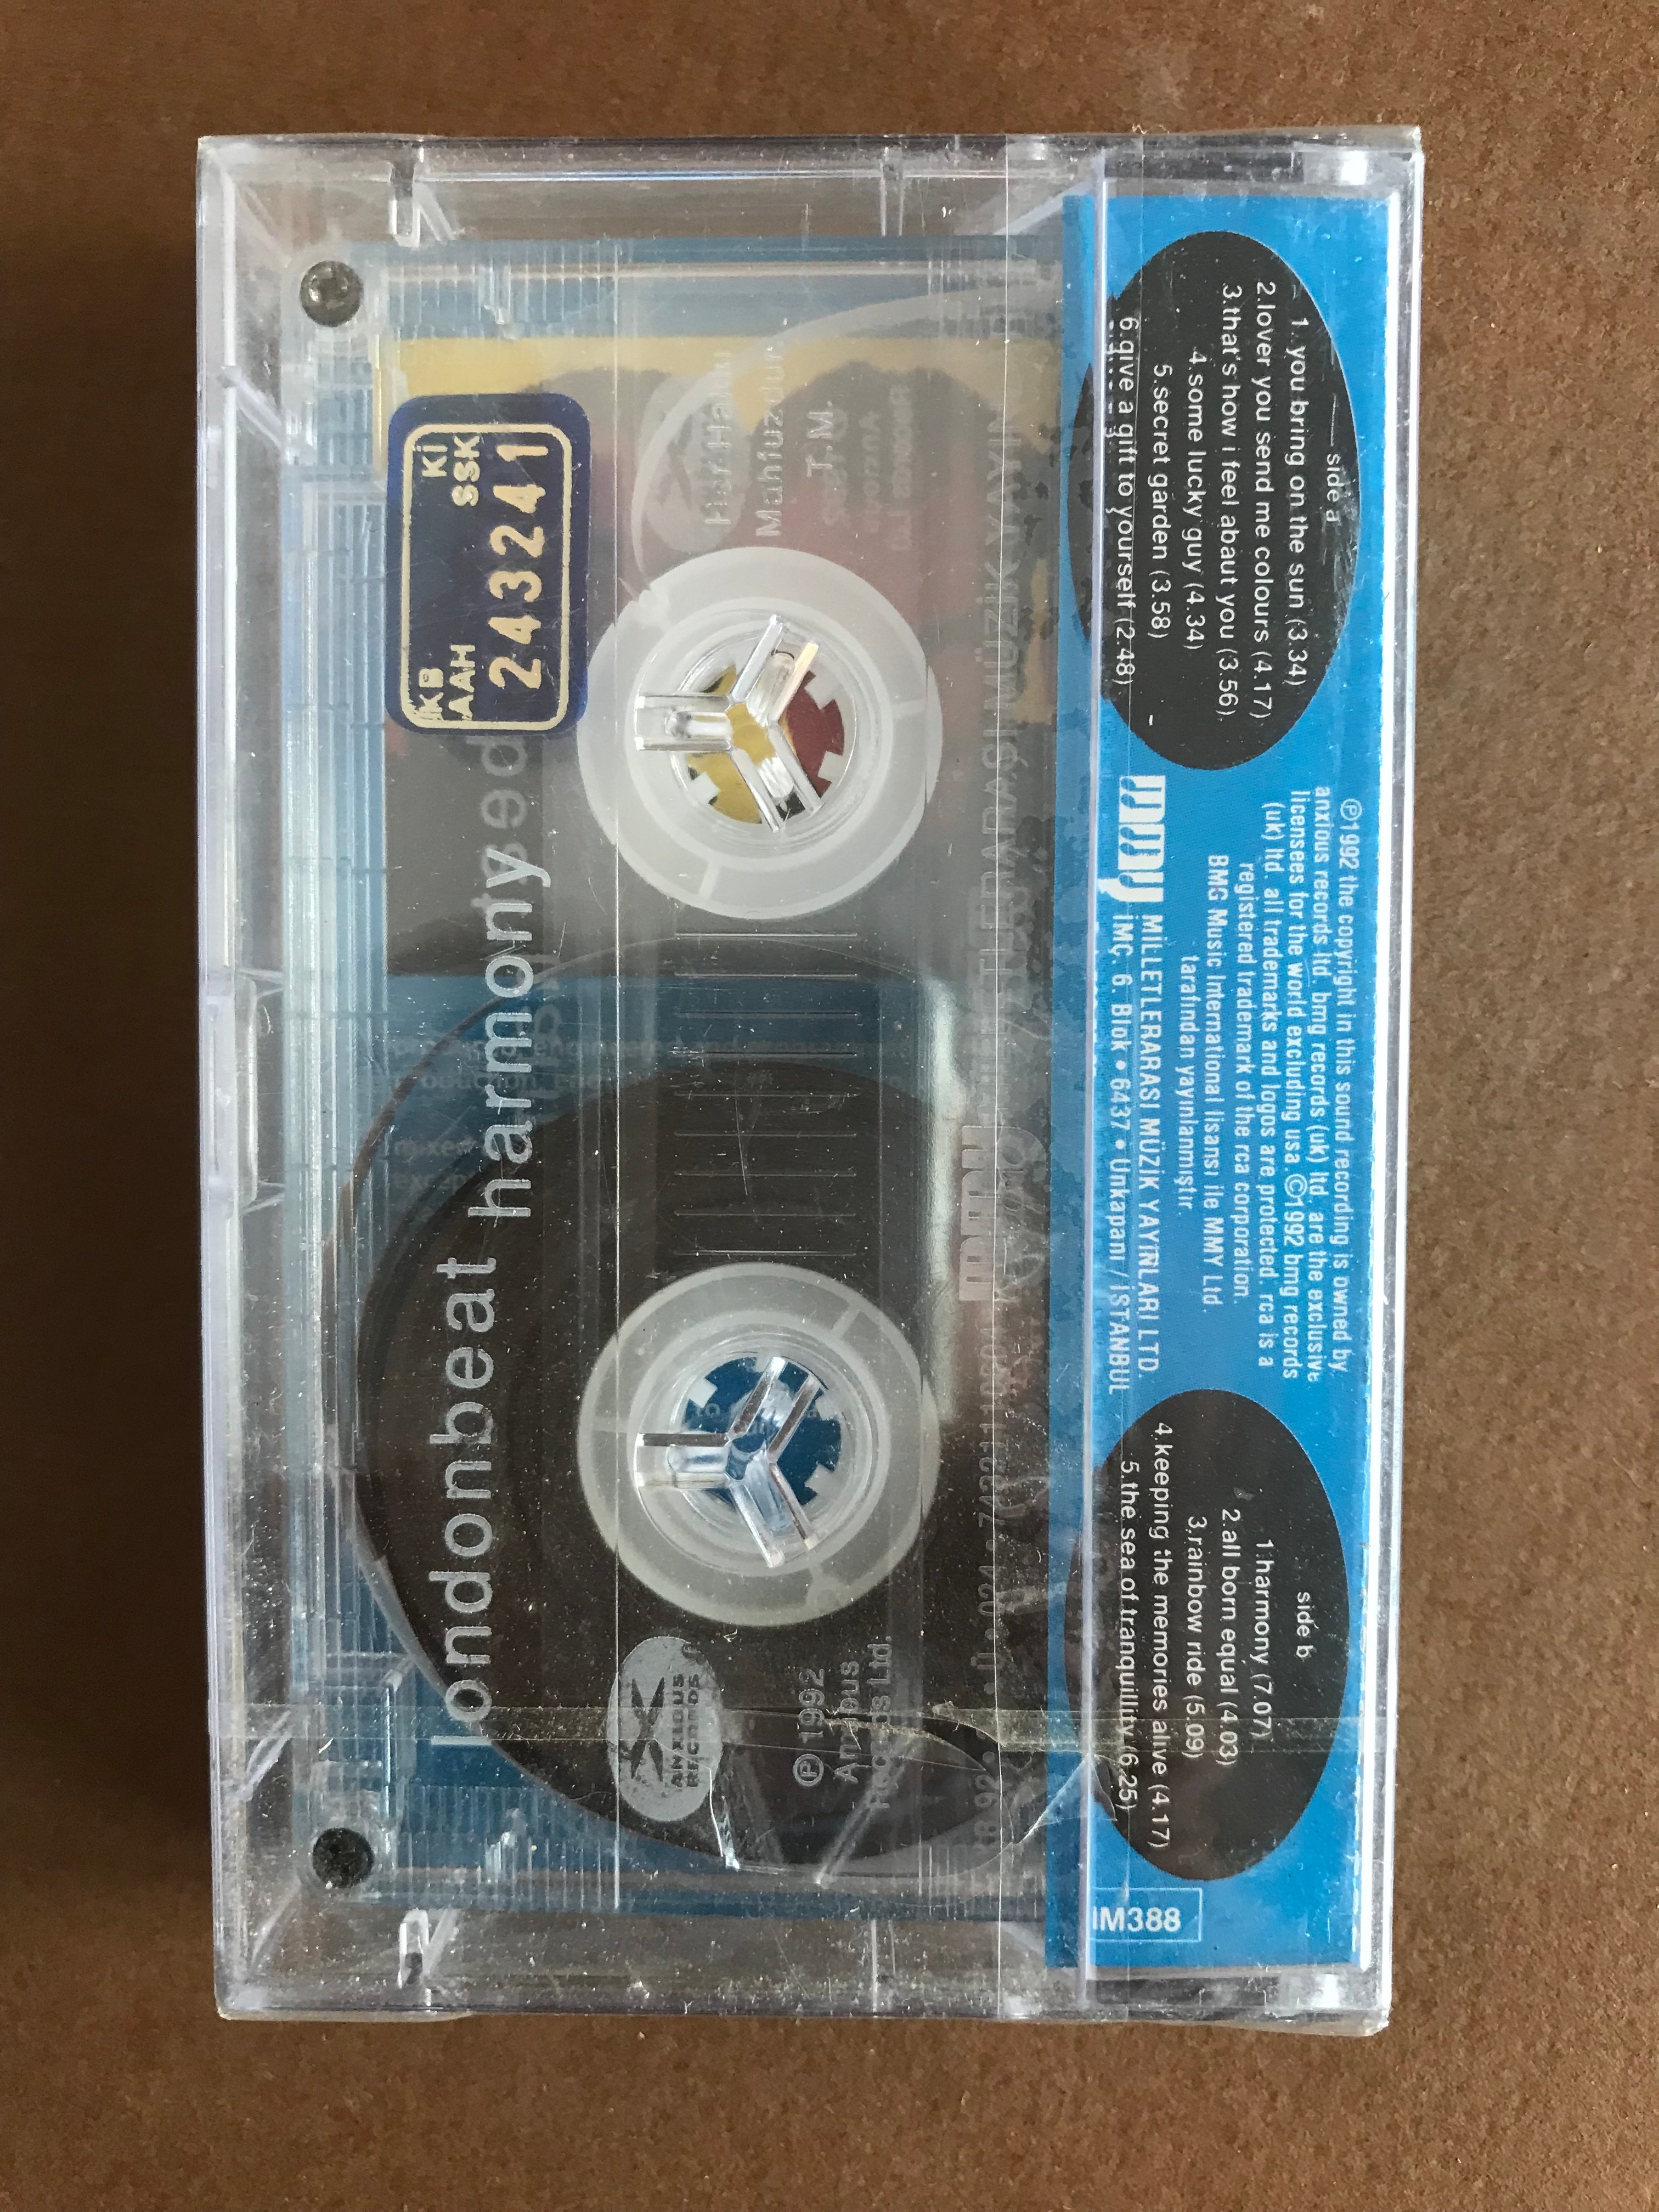 side a
1. you bring on the sun (3.34)
2.lover you send me colours (4.17)
3.that's how i feel abaut you (3.56)
4.some lucky guy (4.34)
5.secret garden (3.58)
6.give a gift to yourself (2.48)
℗1992 the copyright in this sound recording is owned by
anxious records ltd. bmg records (uk) ltd. are the exclusive
licensees for the world excluding usa. ©1992 bmg records
(uk) ltd. all trademarks and logos are protected. rca is a
registered trademark of the rca corporation.
BMG Music International lisansı ile MMY Ltd
tarafından yayınlanmıştır.
mmy MİLLETLERARASI MÜZİK YAYINLARI LTD.
İMÇ. 6. Blok • 6437 • Unkapanı / İSTANBUL
side b
1.harmony (7.07)
2.all born equal (4.03)
3.rainbow ride (5.09)
4.keeping the memories alive (4.17)
5.the sea of tranquillity (6.25)
IM388
londonbeat harmony
KB Kİ
AAH SSK
243241
ANXIOUS
RECORDS
℗ 1992
Anxious
Records Ltd.
Mahfuzdur